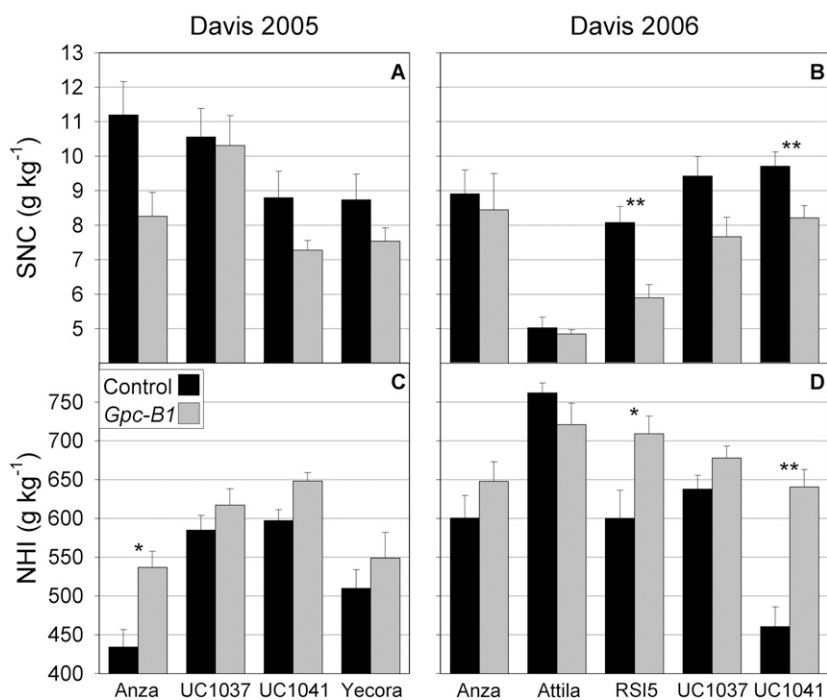 Davis 2005
Davis 2006
SNC (g kg⁻¹)
13
12
11
10
9
8
7
6
5
A
B
**
**
NHI (g kg⁻¹)
750
700
650
600
550
500
450
400
Control
Gpc-B1
C
D
*
*
**
Anza UC1037 UC1041 Yecora
Anza Attila RSI5 UC1037 UC1041